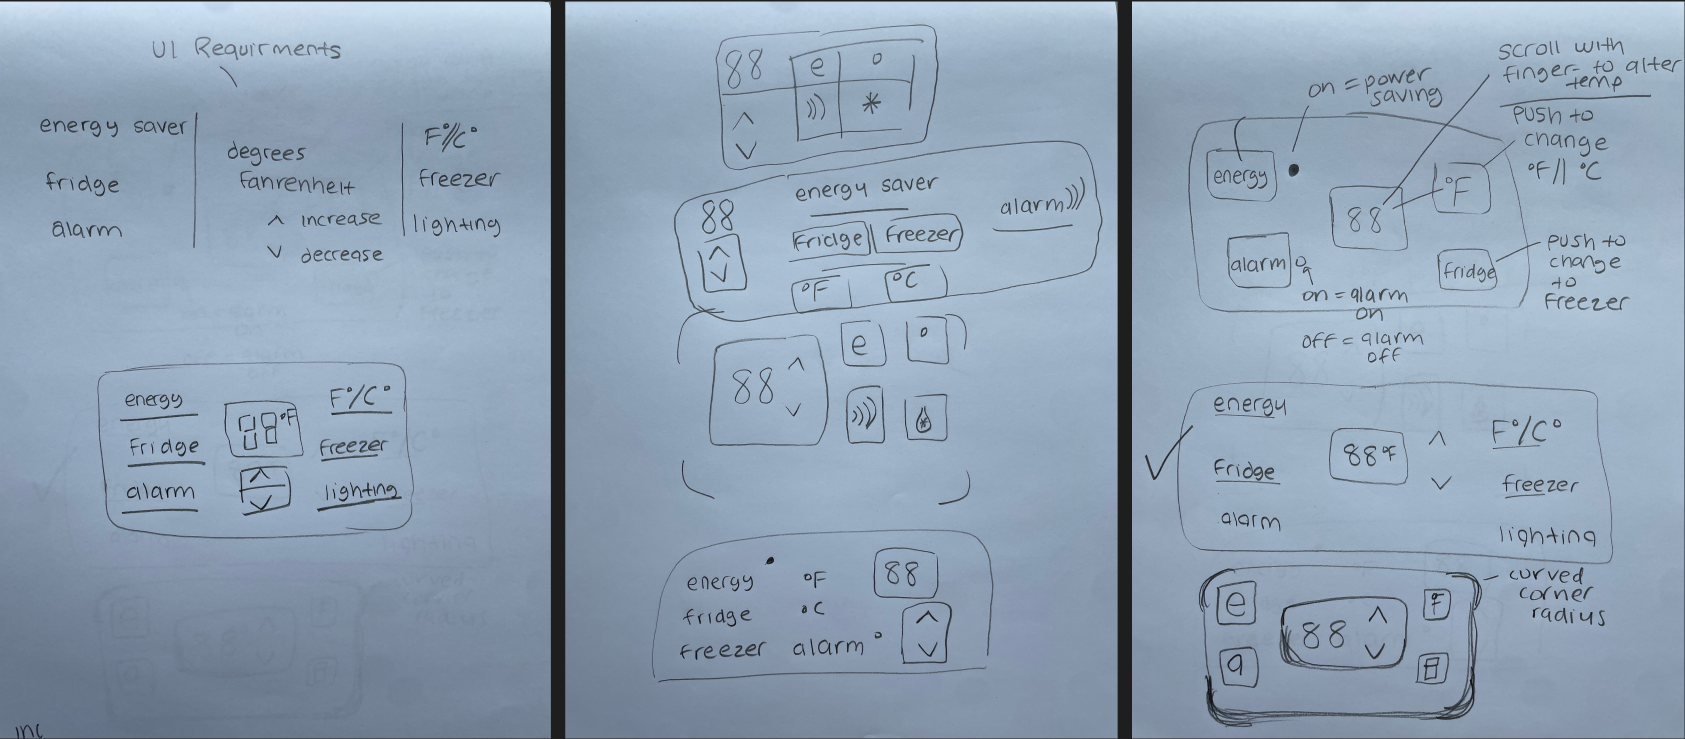 UI Requirments
energy saver
fridge
alarm
degrees
Fahrenheit
^ increase
v decrease
F°/C°
freezer
lighting
energy
Fridge
alarm
88°F
^
v
F°/C°
freezer
lighting
inc
88
e
°
^
v
)))
*
88
^
v
energy saver
Fridge
Freezer
°F
°C
alarm)))
88
^
v
e
°
)))
energy
fridge
freezer
°F
°C
alarm °
88
^
v
scroll with
finger to alter
temp
on = power
saving
push to
change
°F // °C
energy
88
°F
alarm
fridge
push to
change
to
Freezer
on = alarm
on
off = alarm
off
energy
Fridge
alarm
88°F
^
v
F°/C°
freezer
lighting
curved
corner
radius
e
a
88
^
v
°F